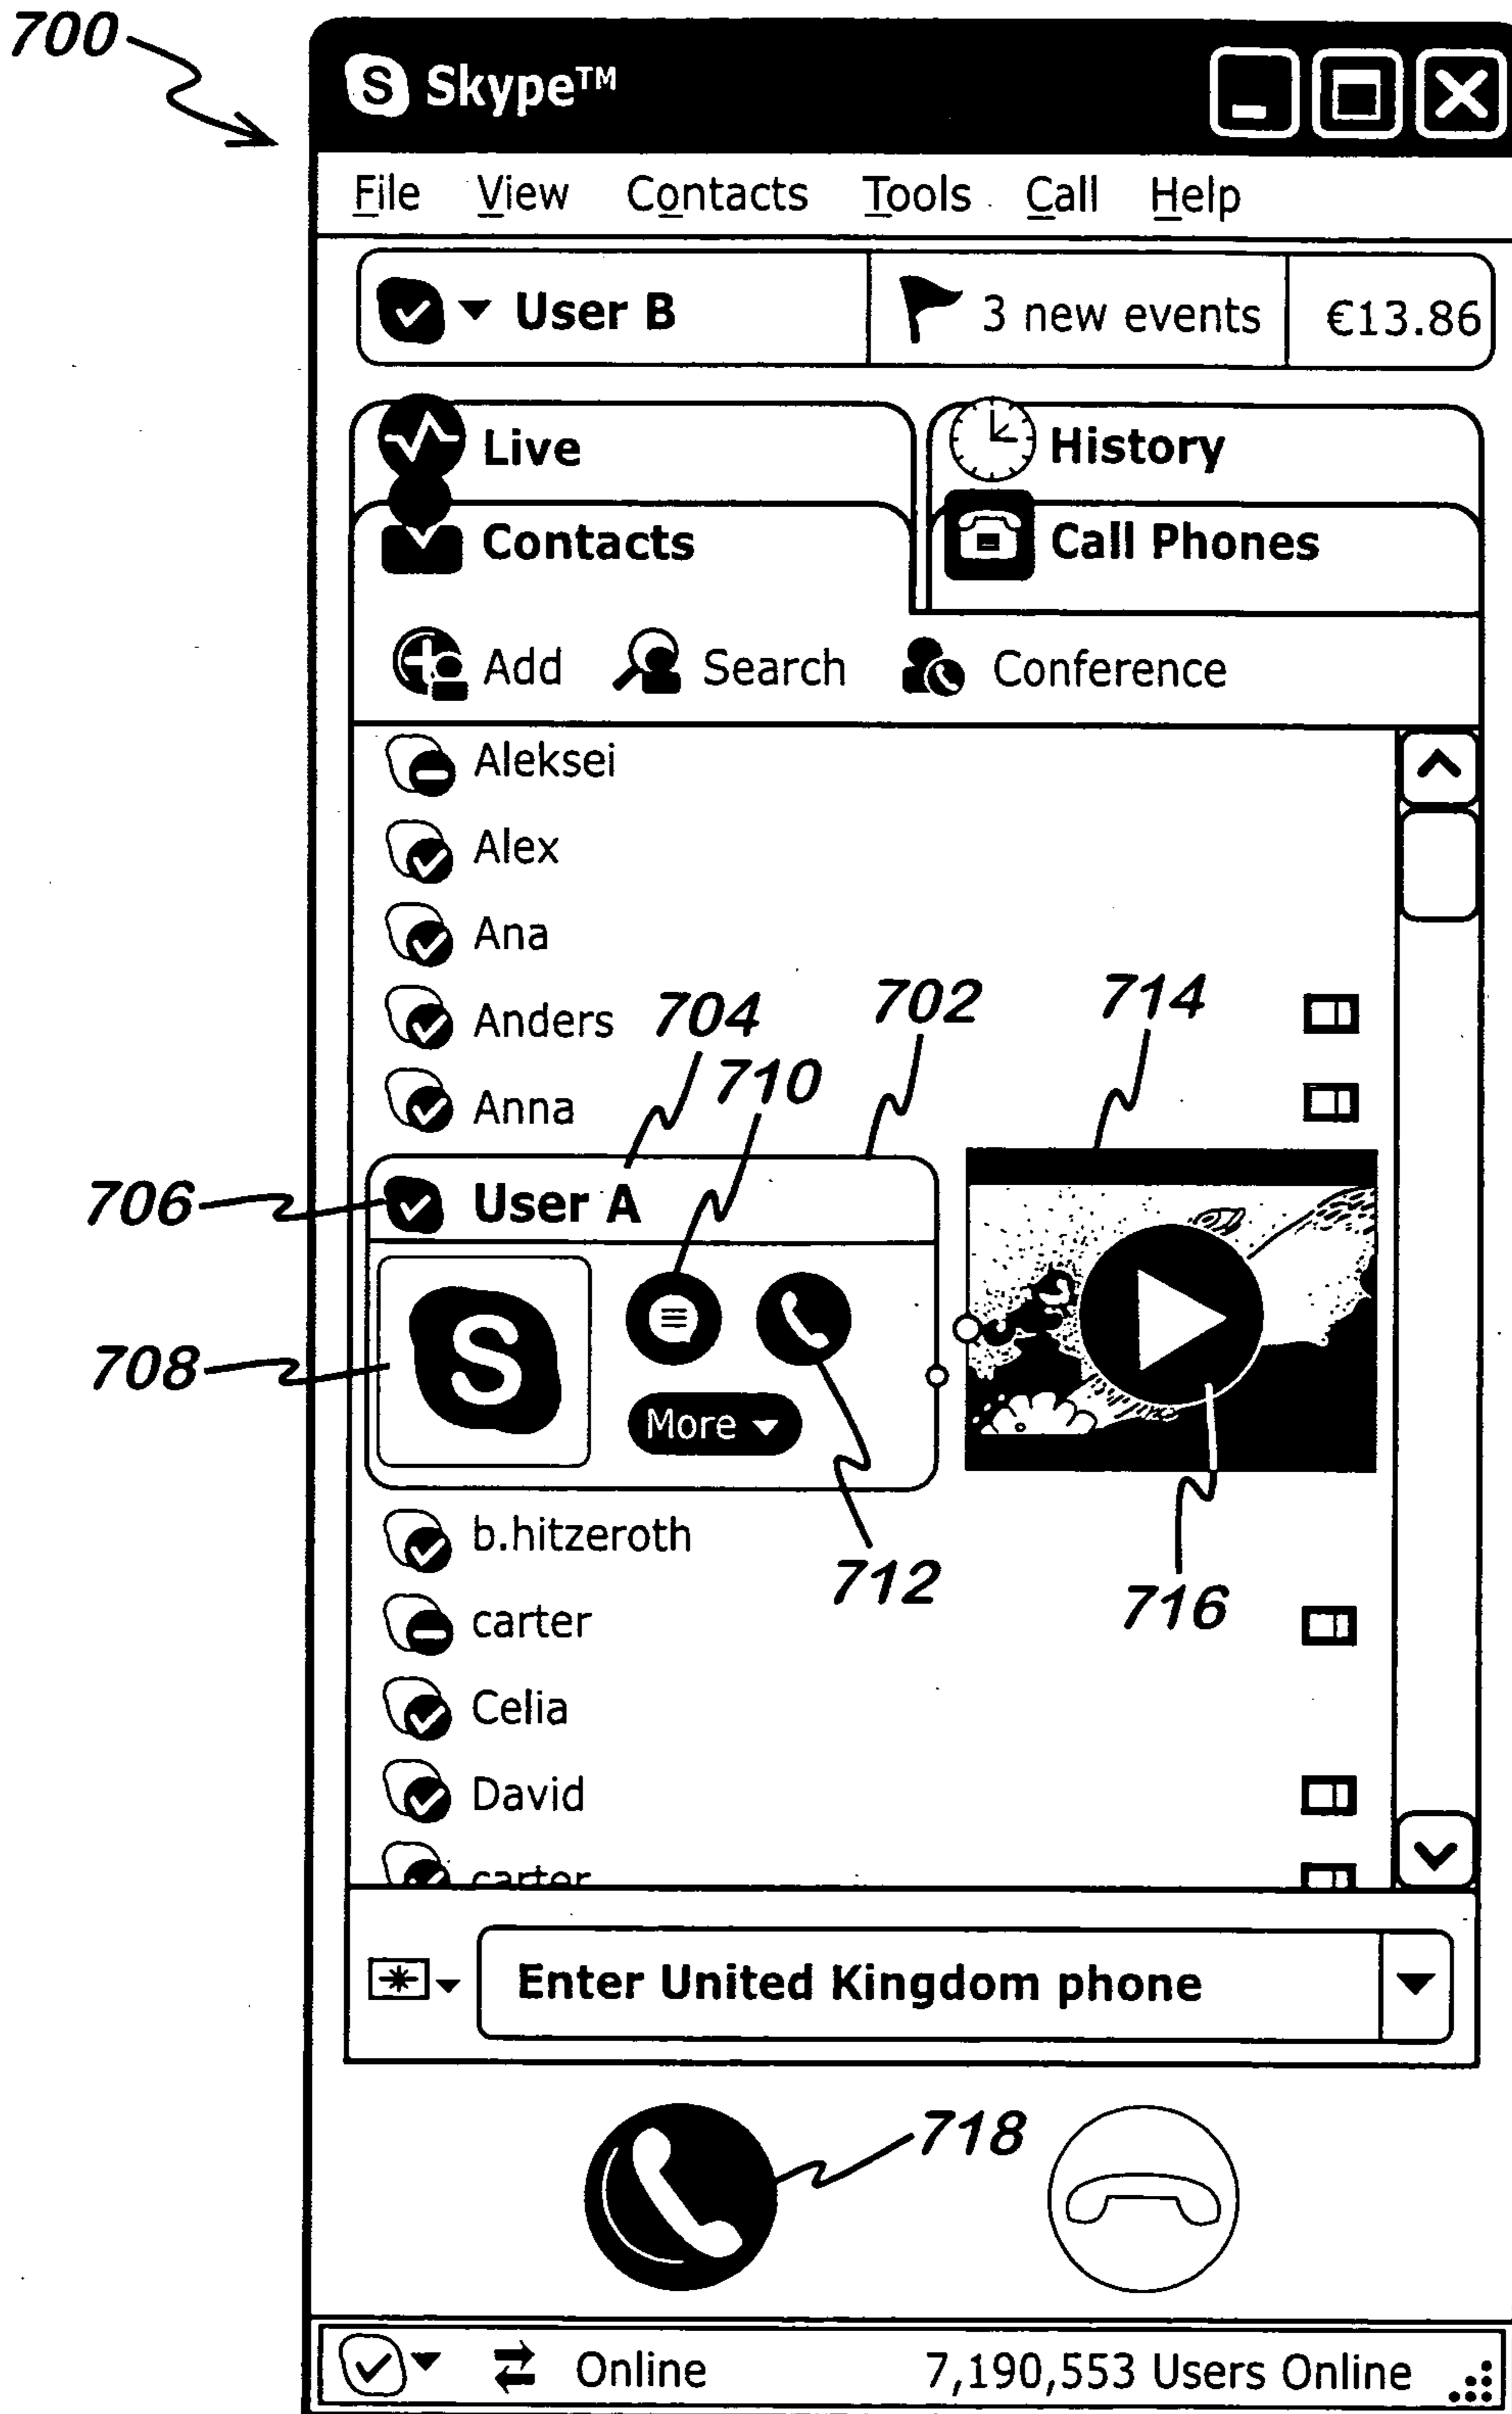 700
S Skype™
File View Contacts Tools Call Help
User B 3 new events €13.86
Live History
Contacts Call Phones
Add Search Conference
Aleksei
Alex
Ana
Anders 704 702 714
710
Anna
706 User A
708 S
More
b.hitzeroth
712 716
carter
Celia
David
carter
Enter United Kingdom phone
718
Online 7,190,553 Users Online